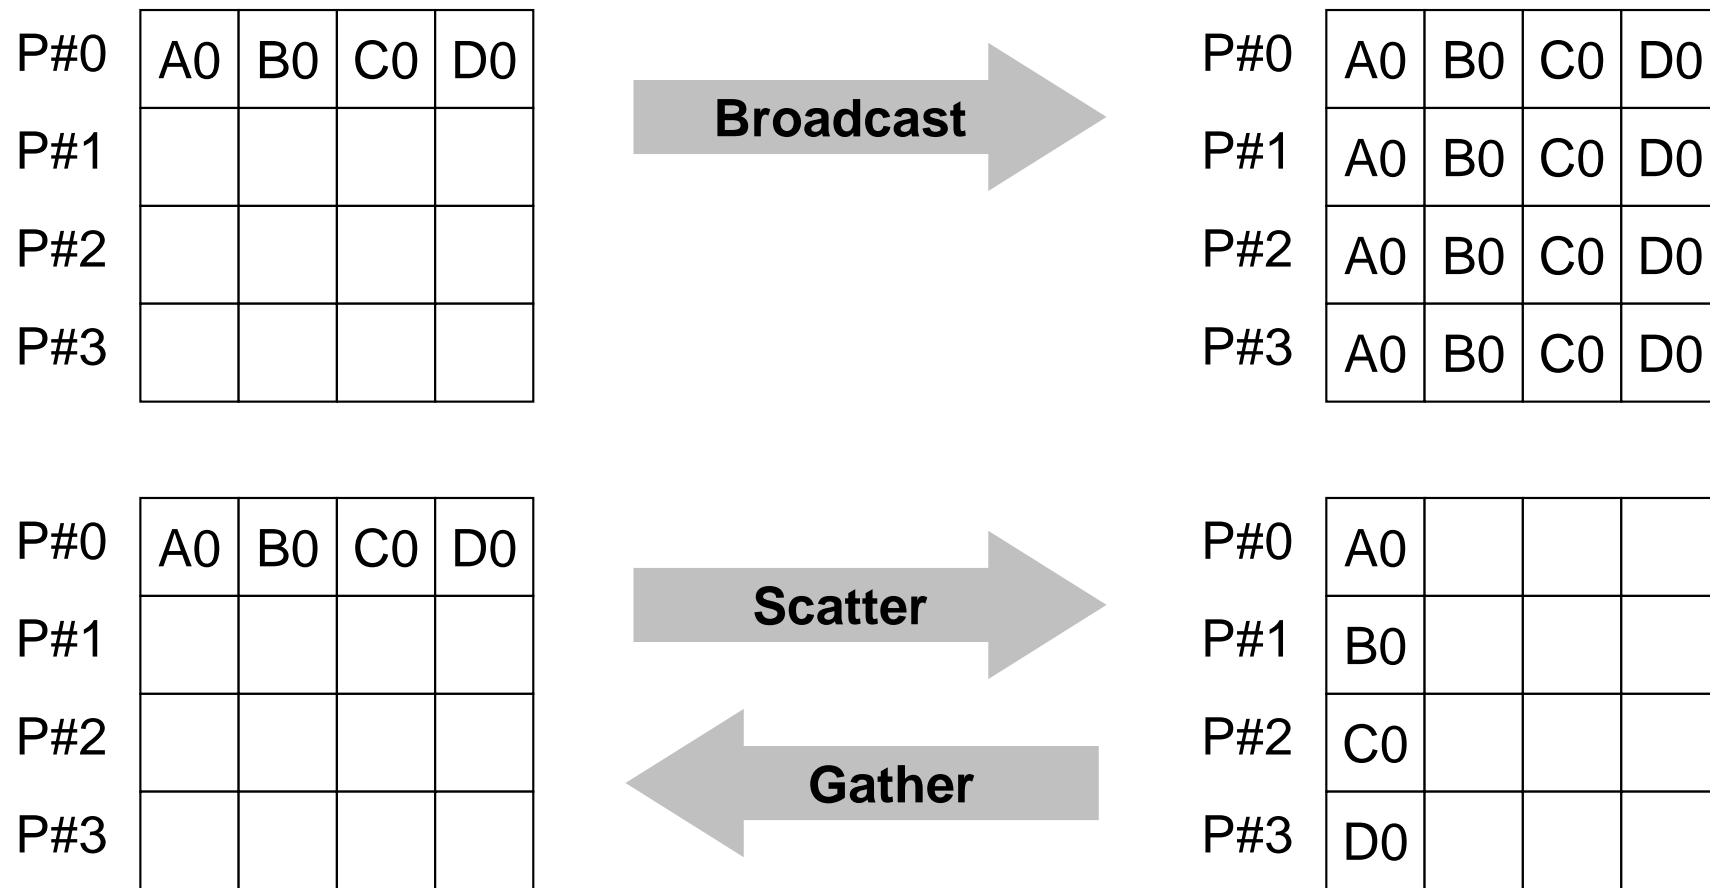 P#0 A0 B0 C0 D0 Broadcast P#0 A0 B0 C0 D0
P#1 P#1 A0 B0 C0 D0
P#2 P#2 A0 B0 C0 D0
P#3 P#3 A0 B0 C0 D0
P#0 A0 B0 C0 D0 P#0 A0
Scatter
P#1 P#1 B0
P#2 P#2 C0
Gather
P#3 P#3 D0